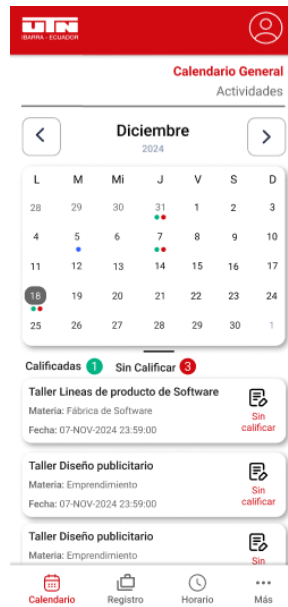 UTN
IBARRA - ECUADOR
Calendario General
Actividades
Diciembre
2024
L M Mi J V S D
28 29 30 31 1 2 3
4 5 6 7 8 9 10
11 12 13 14 15 16 17
18 19 20 21 22 23 24
25 26 27 28 29 30 1
Calificadas 1 Sin Calificar 3
Taller Lineas de producto de Software
Materia: Fábrica de Software
Fecha: 07-NOV-2024 23:59:00
Sin
calificar
Taller Diseño publicitario
Materia: Emprendimiento
Fecha: 07-NOV-2024 23:59:00
Sin
calificar
Taller Diseño publicitario
Materia: Emprendimiento
Sin
Calendario Registro Horario Más